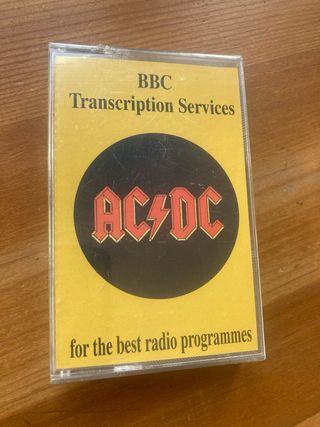 BBC
Transcription Services
AC⚡DC
for the best radio programmes